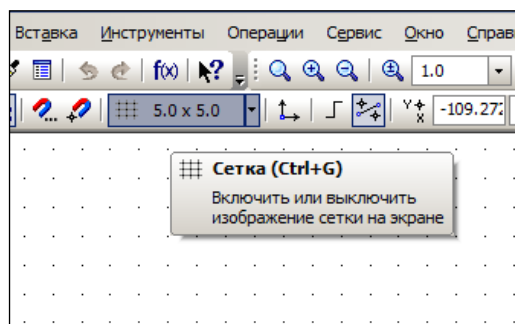 Вставка Инструменты Операции Сервис Окно Справ
f(x) ? 1.0
5.0 x 5.0 Y X -109.272
Сетка (Ctrl+G)
Включить или выключить
изображение сетки на экране